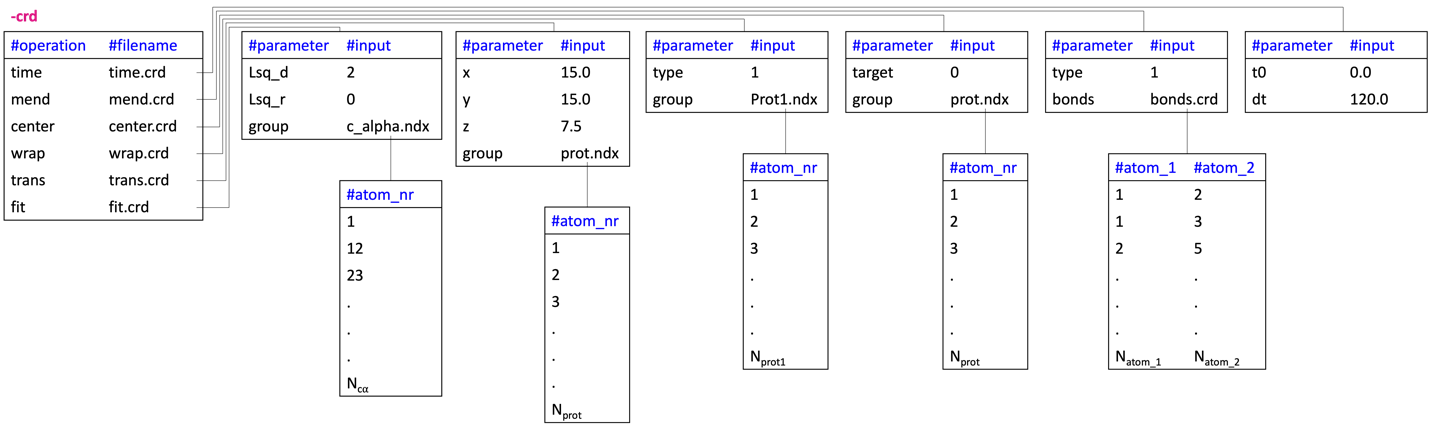 -crd
#operation #filename
time time.crd
mend mend.crd
center center.crd
wrap wrap.crd
trans trans.crd
fit fit.crd
#parameter #input
Lsq_d 2
Lsq_r 0
group c_alpha.ndx
#atom_nr
1
12
23
.
.
.
Ncα
#parameter #input
x 15.0
y 15.0
z 7.5
group prot.ndx
#atom_nr
1
2
3
.
.
.
Nprot
#parameter #input
type 1
group Prot1.ndx
#atom_nr
1
2
3
.
.
.
Nprot1
#parameter #input
target 0
group prot.ndx
#atom_nr
1
2
3
.
.
.
Nprot
#parameter #input
type 1
bonds bonds.crd
#atom_1 #atom_2
1 2
1 3
2 5
. .
. .
. .
Natom_1 Natom_2
#parameter #input
t0 0.0
dt 120.0